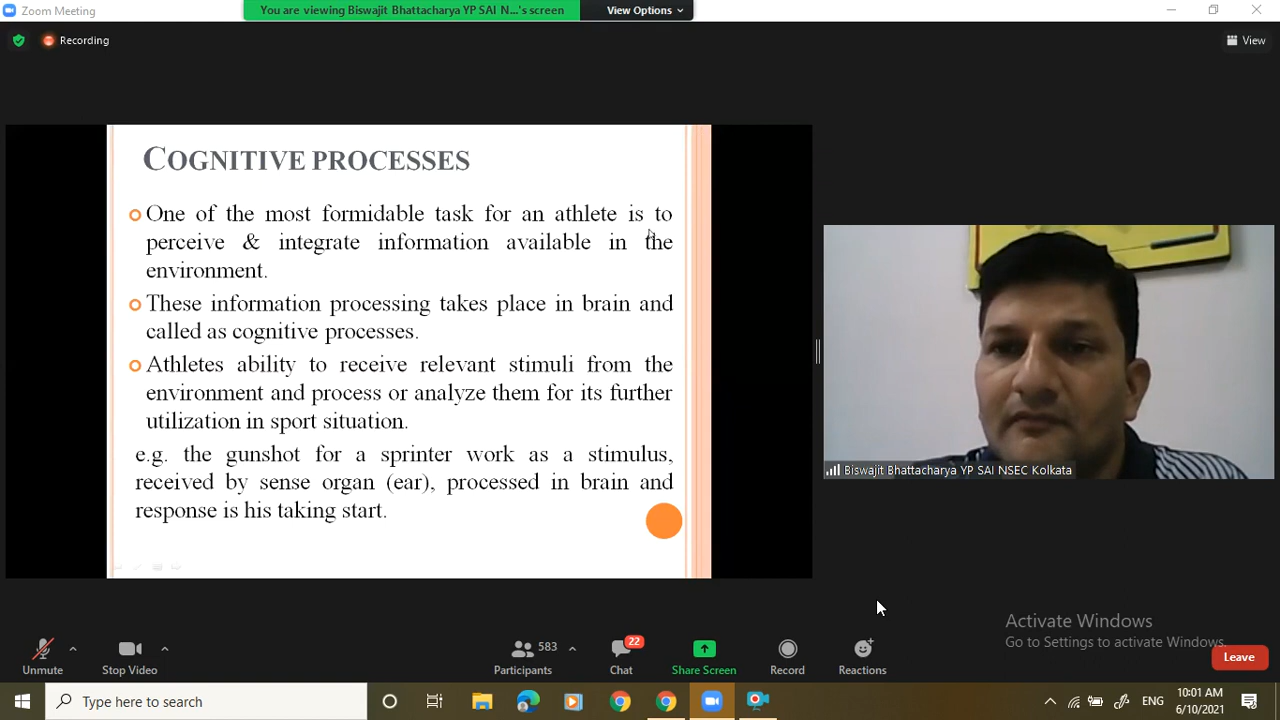 Zoom Meeting
You are viewing Biswajit Bhattacharya YP SAI N...'s screen
View Options
Recording
View
COGNITIVE PROCESSES
One of the most formidable task for an athlete is to
perceive & integrate information available in the
environment.
These information processing takes place in brain and
called as cognitive processes.
Athletes ability to receive relevant stimuli from the
environment and process or analyze them for its further
utilization in sport situation.
e.g. the gunshot for a sprinter work as a stimulus,
received by sense organ (ear), processed in brain and
response is his taking start.
Biswajit Bhattacharya YP SAI NSEC Kolkata
Activate Windows
Go to Settings to activate Windows.
Unmute
Stop Video
583
Participants
22
Chat
Share Screen
Record
Reactions
Leave
Type here to search
ENG
10:01 AM
6/10/2021